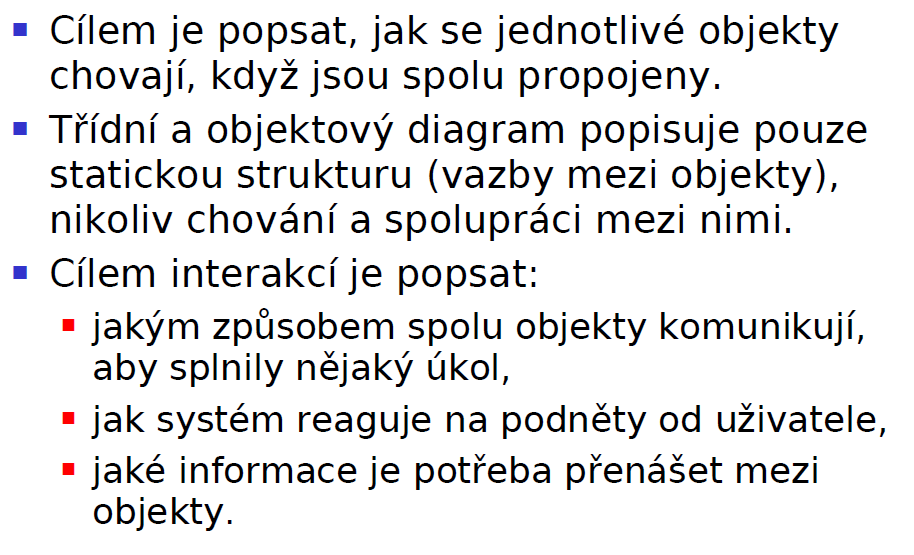 Cílem je popsat, jak se jednotlivé objekty
chovají, když jsou spolu propojeny.
Třídní a objektový diagram popisuje pouze
statickou strukturu (vazby mezi objekty),
nikoliv chování a spolupráci mezi nimi.
Cílem interakcí je popsat:
jakým způsobem spolu objekty komunikují,
aby splnily nějaký úkol,
jak systém reaguje na podněty od uživatele,
jaké informace je potřeba přenášet mezi
objekty.